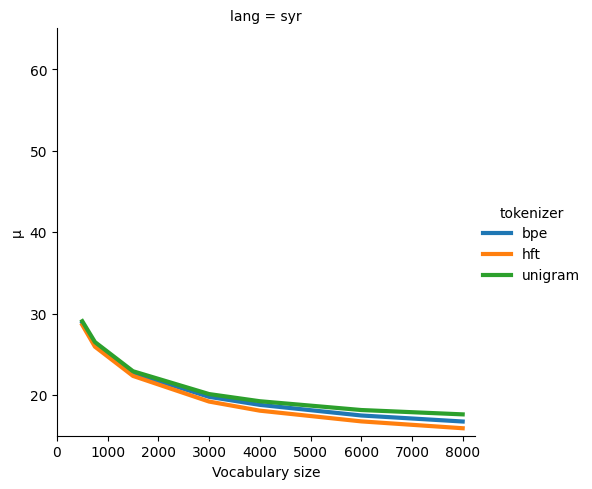 lang = syr
60
50
40
30
20
μ
0 1000 2000 3000 4000 5000 6000 7000 8000
Vocabulary size
tokenizer
bpe
hft
unigram